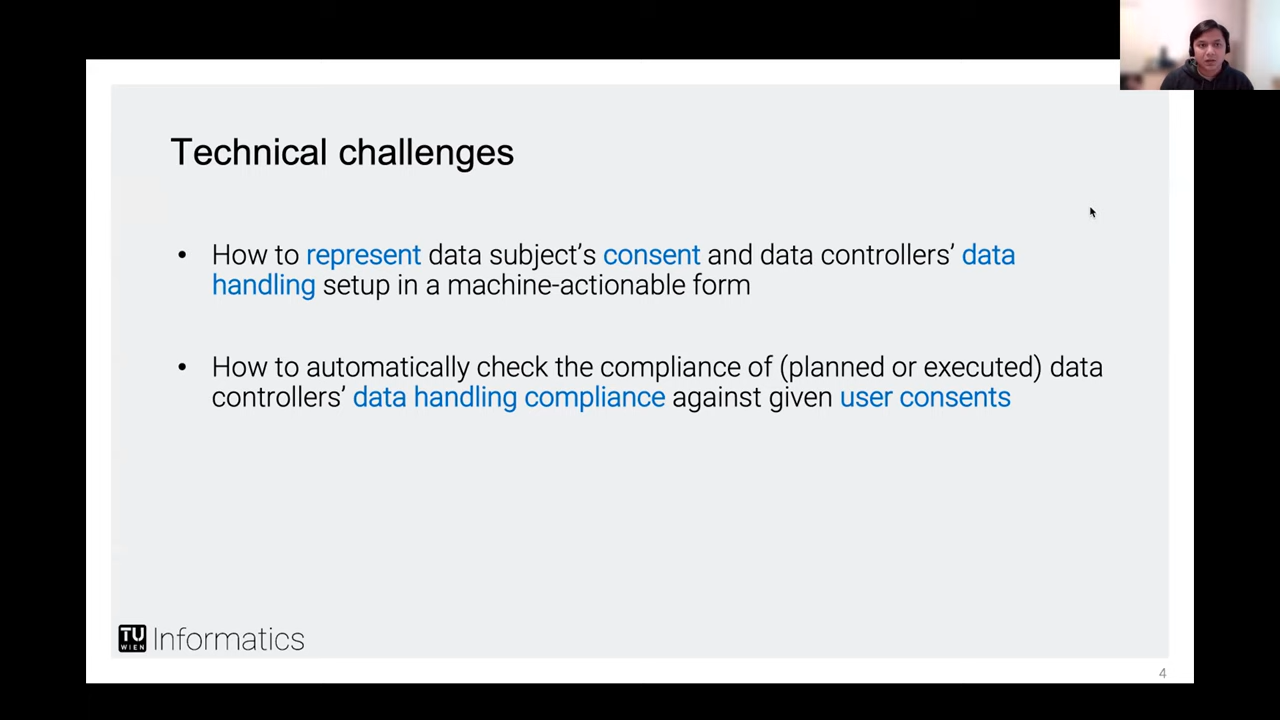 Technical challenges
• How to represent data subject’s consent and data controllers’ data
handling setup in a machine-actionable form
• How to automatically check the compliance of (planned or executed) data
controllers’ data handling compliance against given user consents
TU
WIEN
Informatics
4